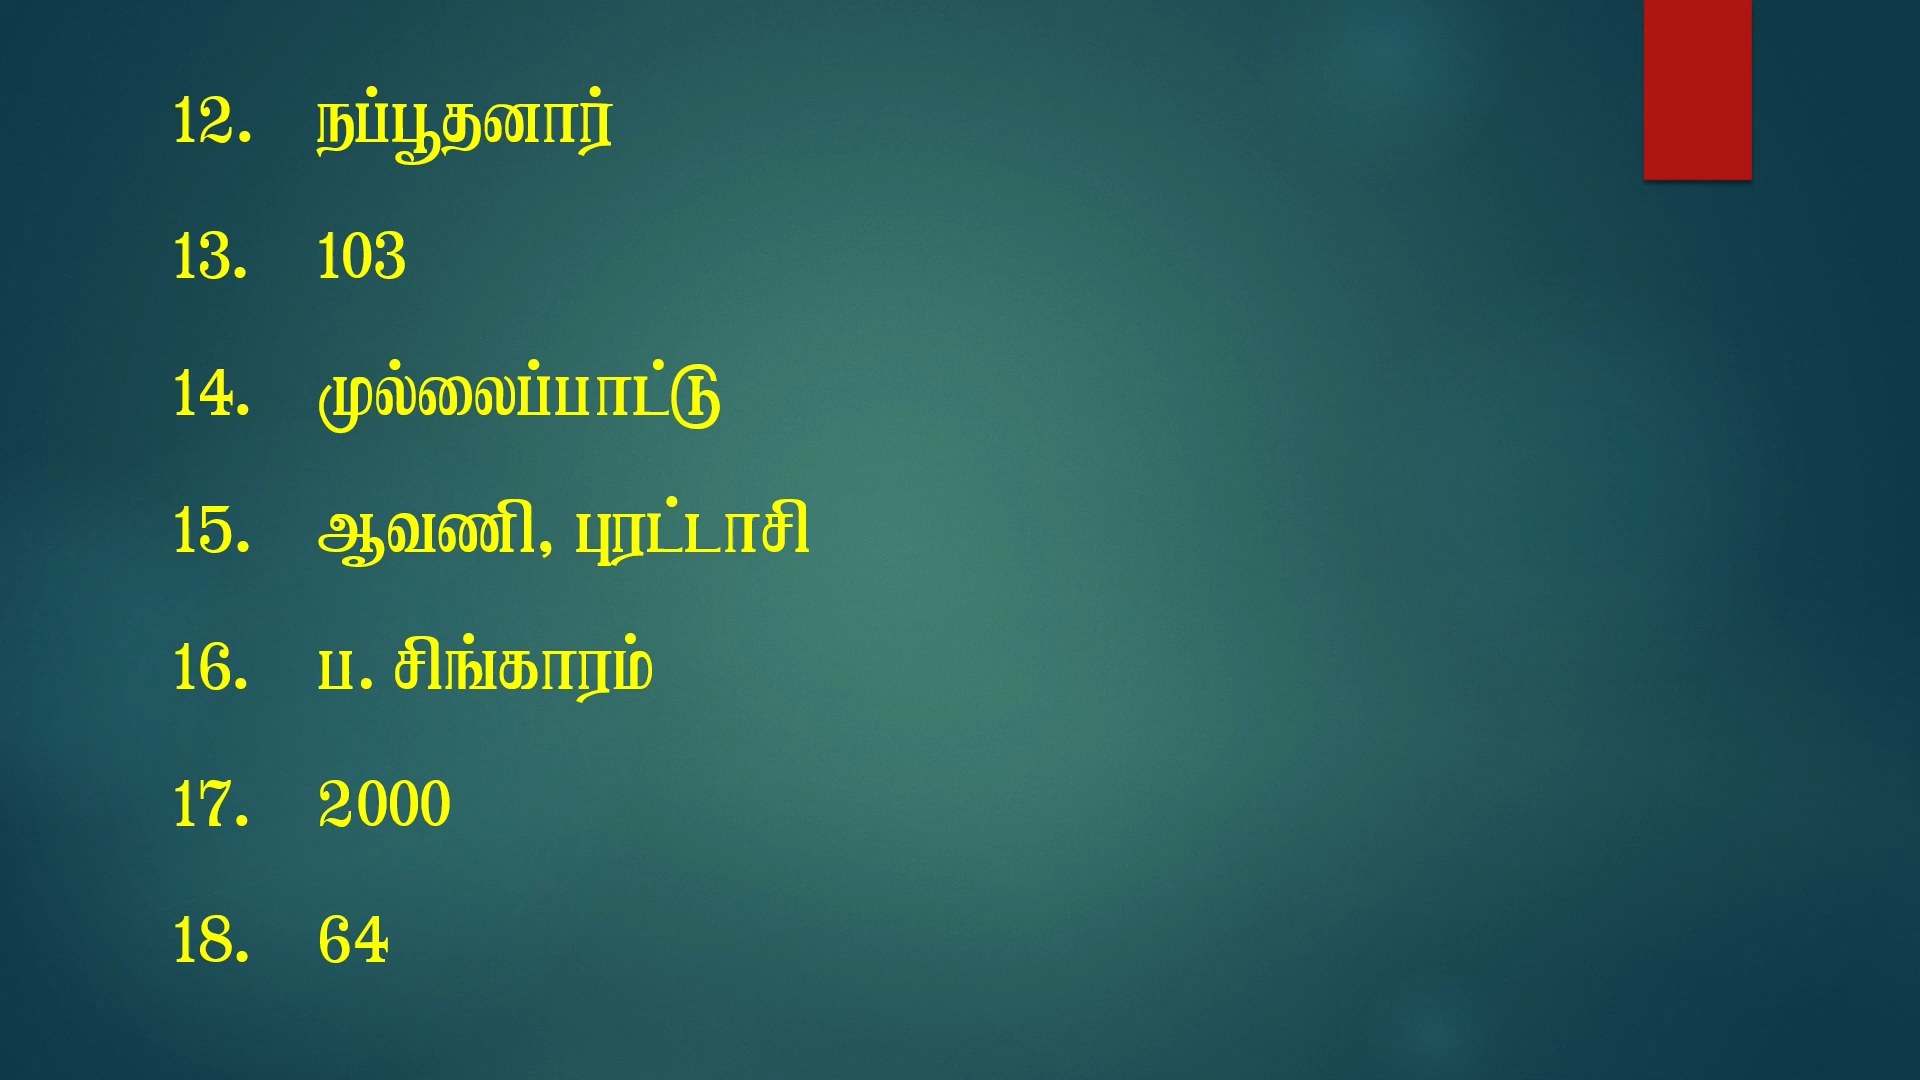 12. நப்பூதனார்
13. 103
14. முல்லைப்பாட்டு
15. ஆவணி, புரட்டாசி
16. ப. சிங்காரம்
17. 2000
18. 64